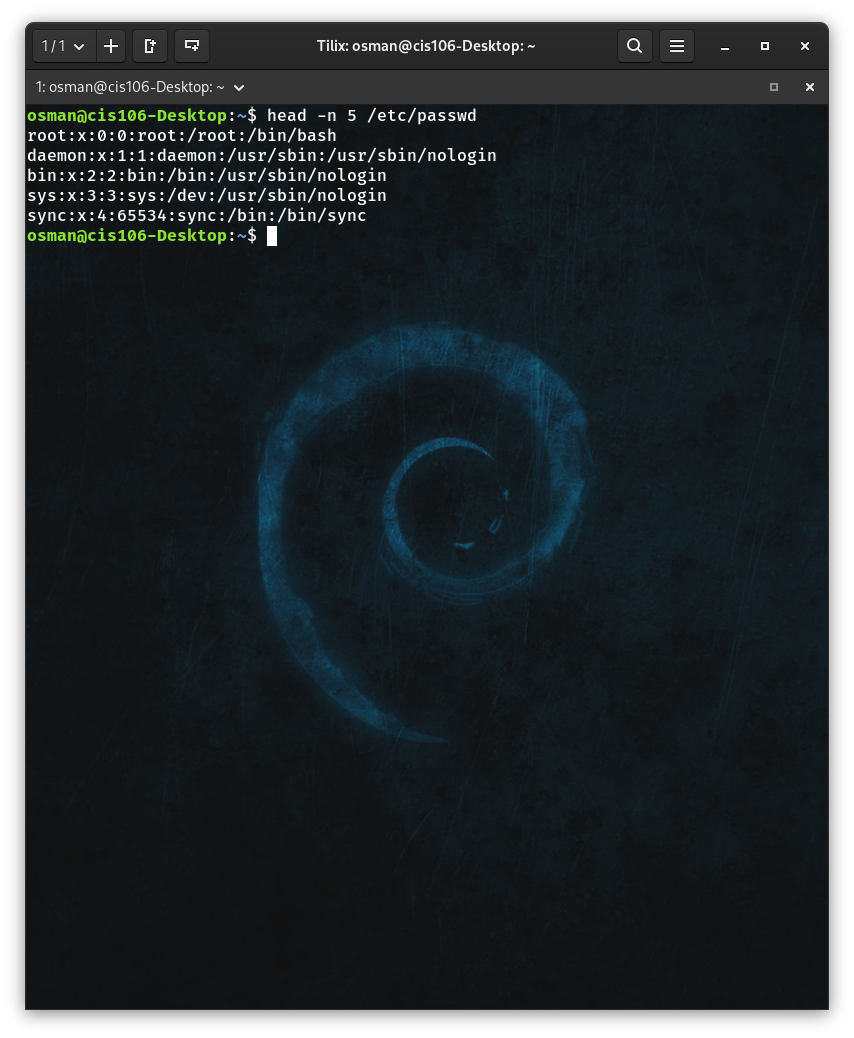 1 / 1
Tilix: osman@cis106-Desktop: ~
1: osman@cis106-Desktop: ~
osman@cis106-Desktop:~$ head -n 5 /etc/passwd
root:x:0:0:root:/root:/bin/bash
daemon:x:1:1:daemon:/usr/sbin:/usr/sbin/nologin
bin:x:2:2:bin:/bin:/usr/sbin/nologin
sys:x:3:3:sys:/dev:/usr/sbin/nologin
sync:x:4:65534:sync:/bin:/bin/sync
osman@cis106-Desktop:~$